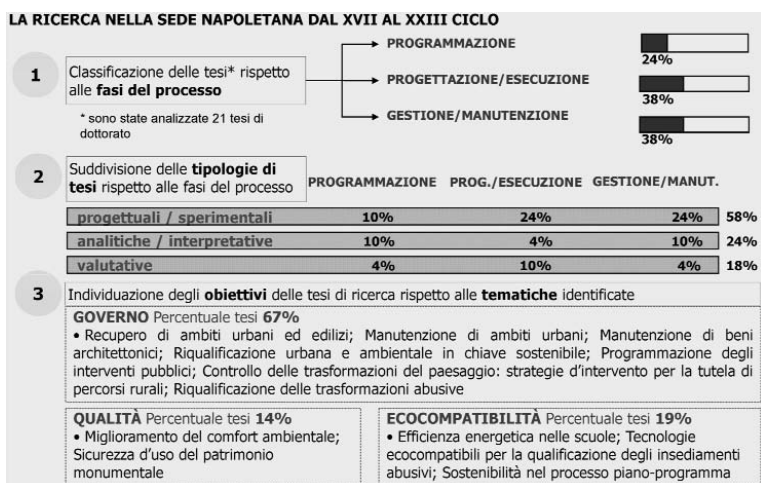 LA RICERCA NELLA SEDE NAPOLETANA DAL XVII AL XXIII CICLO
1
Classificazione delle tesi* rispetto
alle fasi del processo
* sono state analizzate 21 tesi di
dottorato
PROGRAMMAZIONE
24%
PROGETTAZIONE/ESECUZIONE
38%
GESTIONE/MANUTENZIONE
38%
2
Suddivisione delle tipologie di
tesi rispetto alle fasi del processo
PROGRAMMAZIONE PROG./ESECUZIONE GESTIONE/MANUT.
progettuali / sperimentali 10% 24% 24% 58%
analitiche / interpretative 10% 4% 10% 24%
valutative 4% 10% 4% 18%
3
Individuazione degli obiettivi delle tesi di ricerca rispetto alle tematiche identificate
GOVERNO Percentuale tesi 67%
• Recupero di ambiti urbani ed edilizi; Manutenzione di ambiti urbani; Manutenzione di beni
architettonici; Riqualificazione urbana e ambientale in chiave sostenibile; Programmazione degli
interventi pubblici; Controllo delle trasformazioni del paesaggio: strategie d'intervento per la tutela di
percorsi rurali; Riqualificazione delle trasformazioni abusive
QUALITÀ Percentuale tesi 14%
• Miglioramento del comfort ambientale;
Sicurezza d'uso del patrimonio
monumentale
ECOCOMPATIBILITÀ Percentuale tesi 19%
• Efficienza energetica nelle scuole; Tecnologie
ecocompatibili per la qualificazione degli insediamenti
abusivi; Sostenibilità nel processo piano-programma